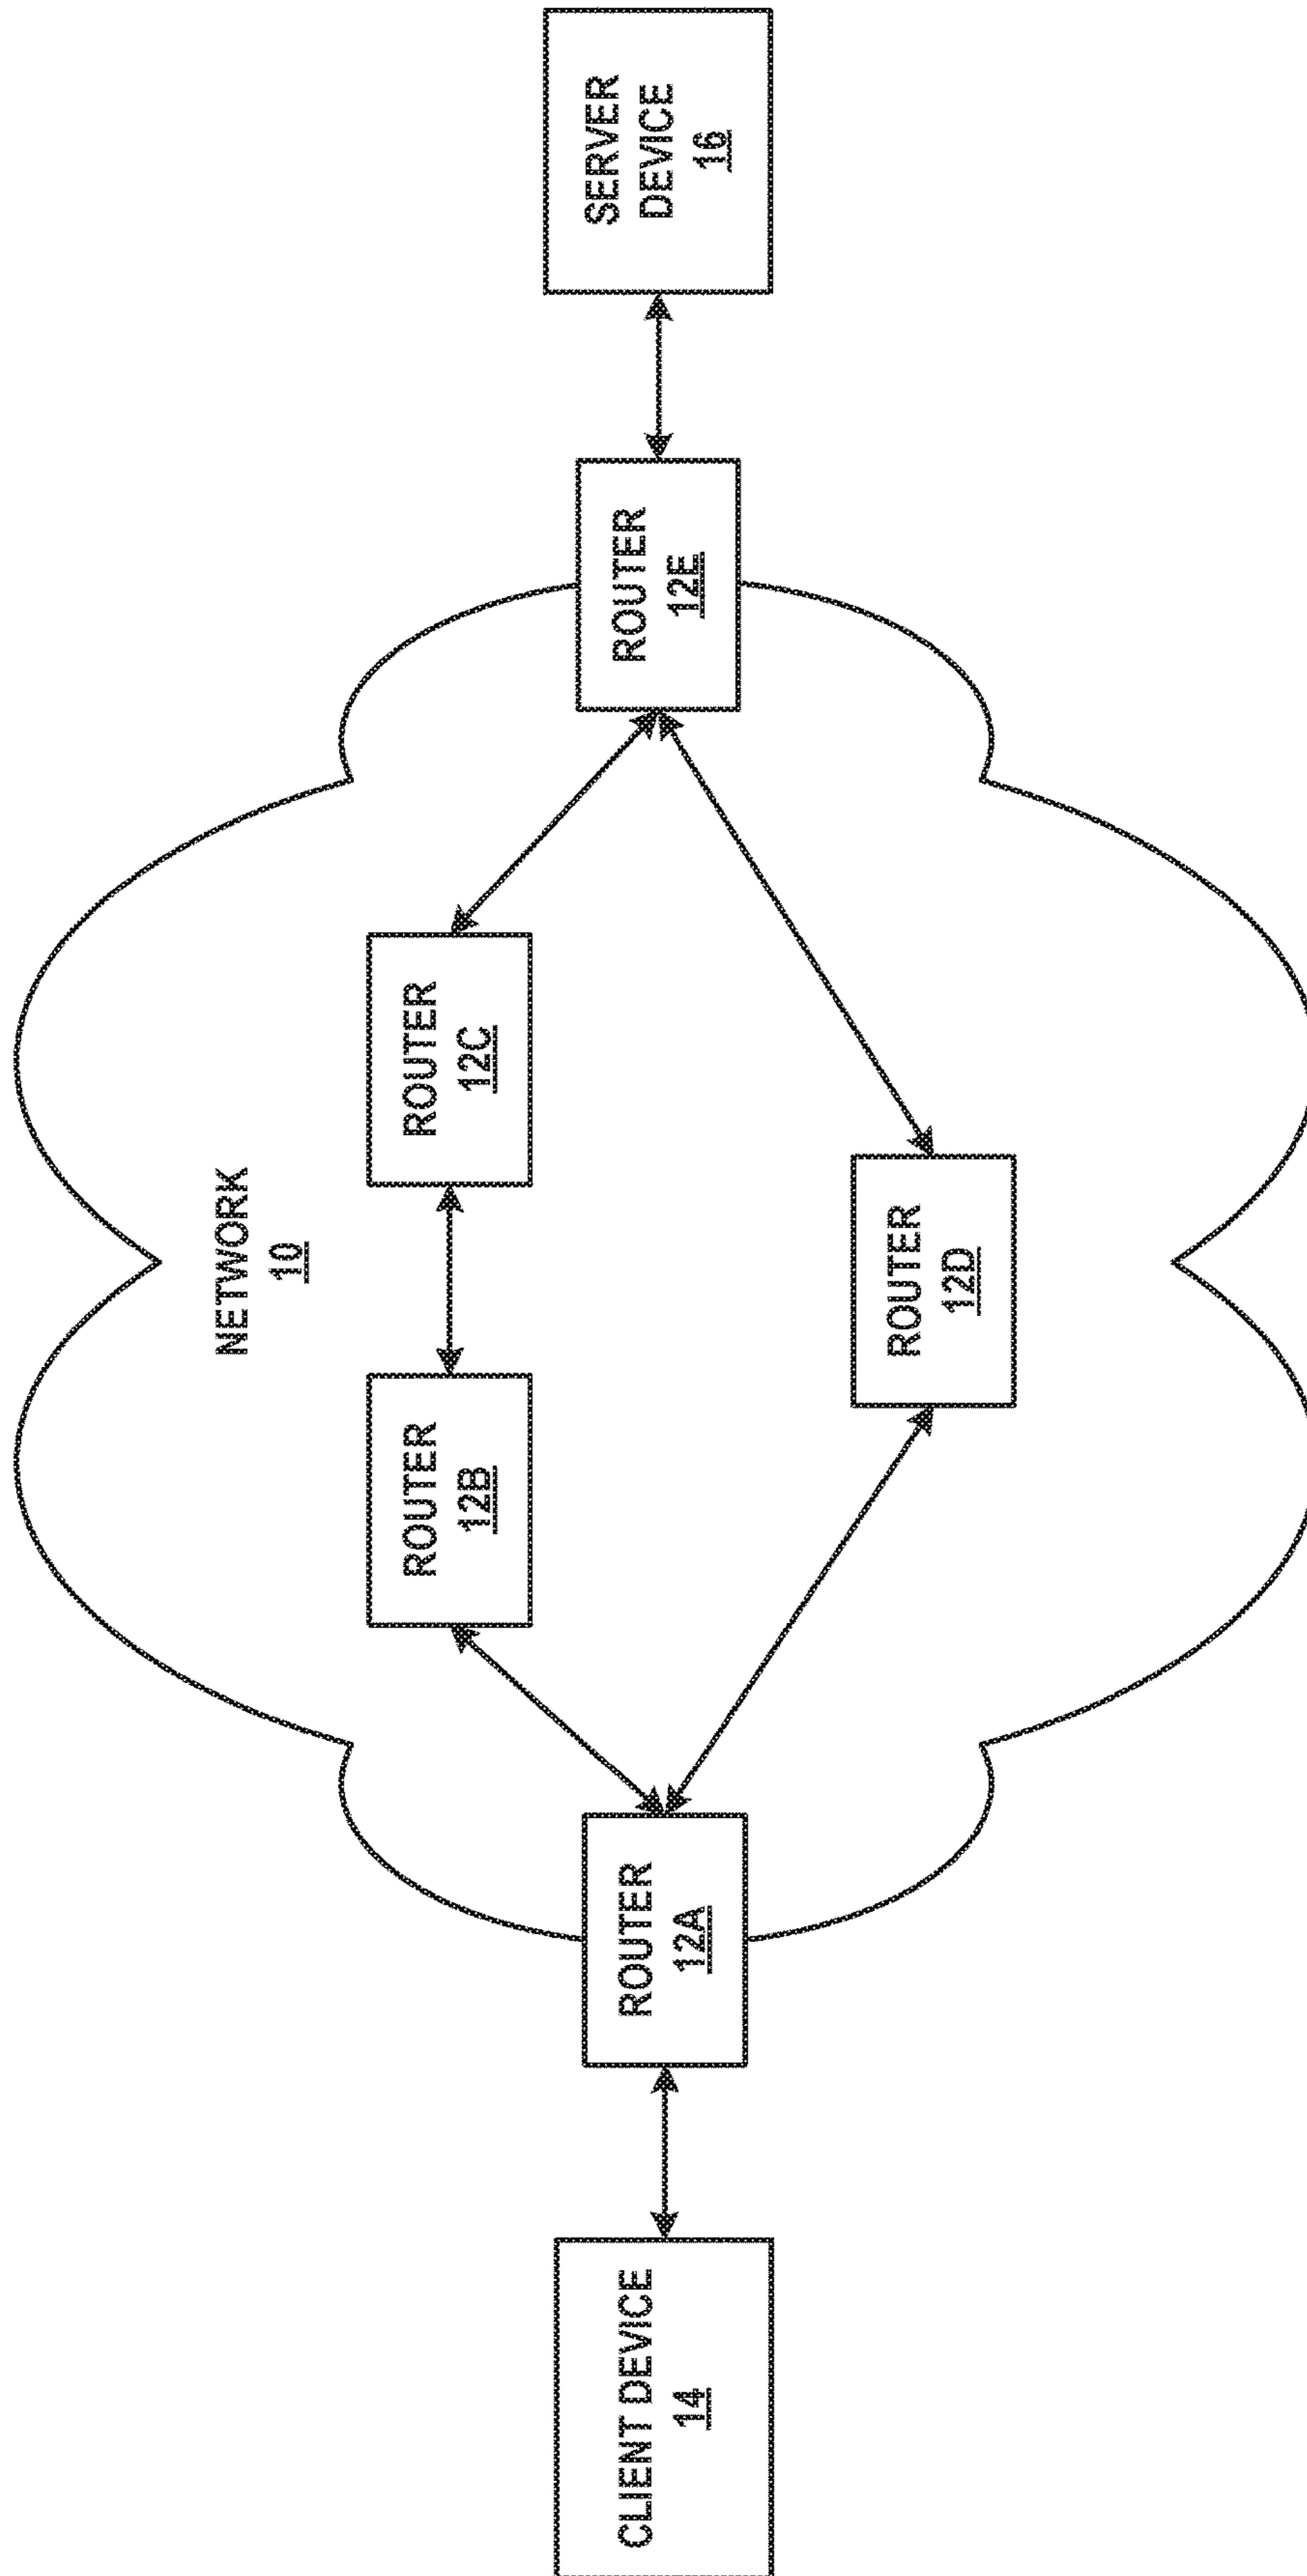 NETWORK
10
ROUTER
12B
ROUTER
12C
CLIENT DEVICE
14
ROUTER
12A
ROUTER
12E
SERVER
DEVICE
16
ROUTER
12D